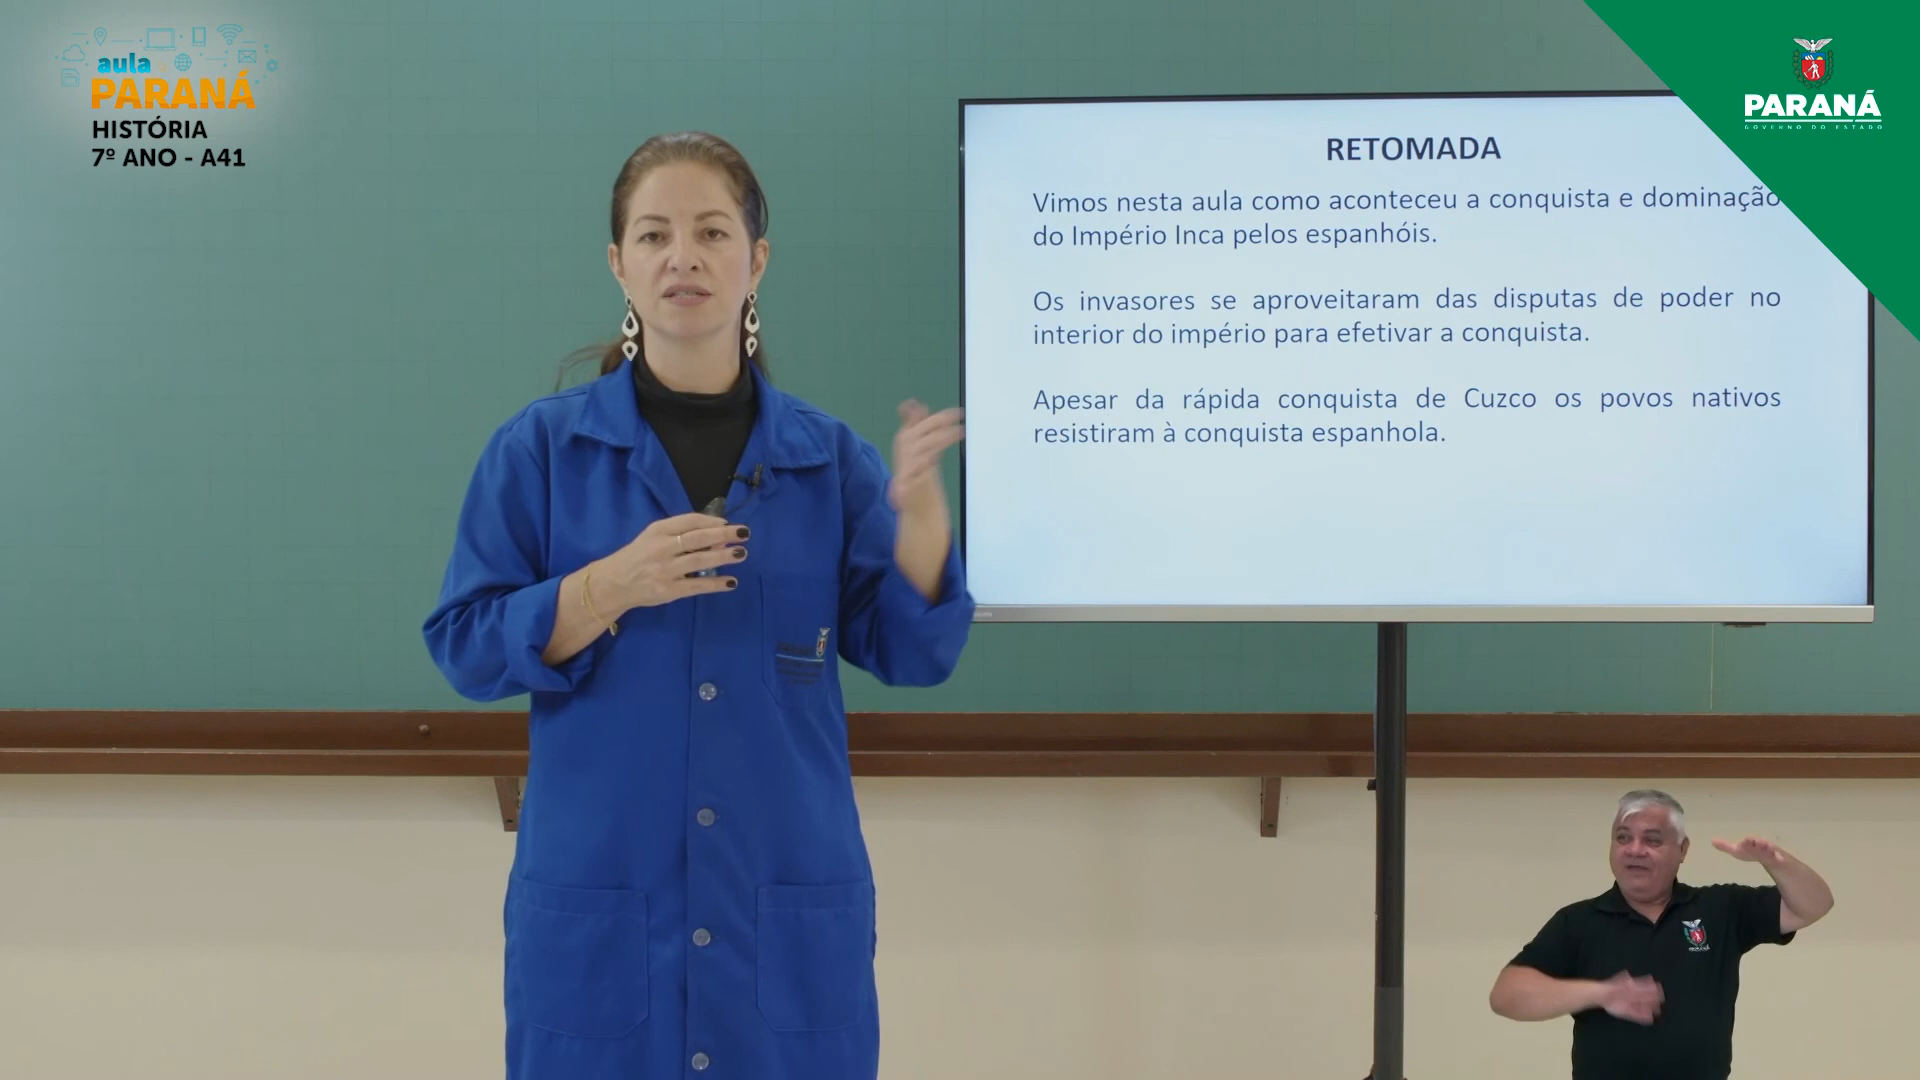 aula
PARANÁ
HISTÓRIA
7º ANO - A41
PARANÁ
GOVERNO DO ESTADO
RETOMADA
Vimos nesta aula como aconteceu a conquista e dominação
do Império Inca pelos espanhóis.
Os invasores se aproveitaram das disputas de poder no
interior do império para efetivar a conquista.
Apesar da rápida conquista de Cuzco os povos nativos
resistiram à conquista espanhola.